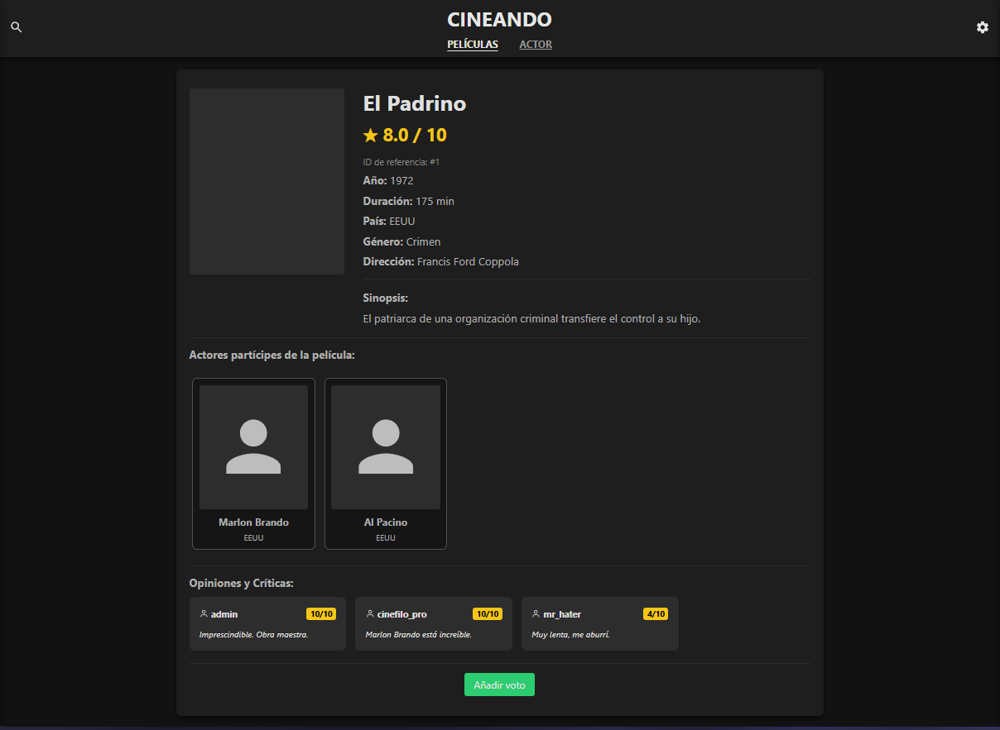 CINEANDO
PELÍCULAS ACTOR
El Padrino
★ 8.0 / 10
ID de referencia: #1
Año: 1972
Duración: 175 min
País: EEUU
Género: Crimen
Dirección: Francis Ford Coppola
Sinopsis:
El patriarca de una organización criminal transfiere el control a su hijo.
Actores partícipes de la película:
Marlon Brando
EEUU
Al Pacino
EEUU
Opiniones y Críticas:
admin 10/10
Imprescindible. Obra maestra.
cinefilo_pro 10/10
Marlon Brando está increíble.
mr_hater 4/10
Muy lenta, me aburrí.
Añadir voto